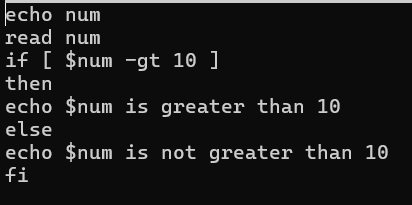 echo num
read num
if [ $num -gt 10 ]
then
echo $num is greater than 10
else
echo $num is not greater than 10
fi